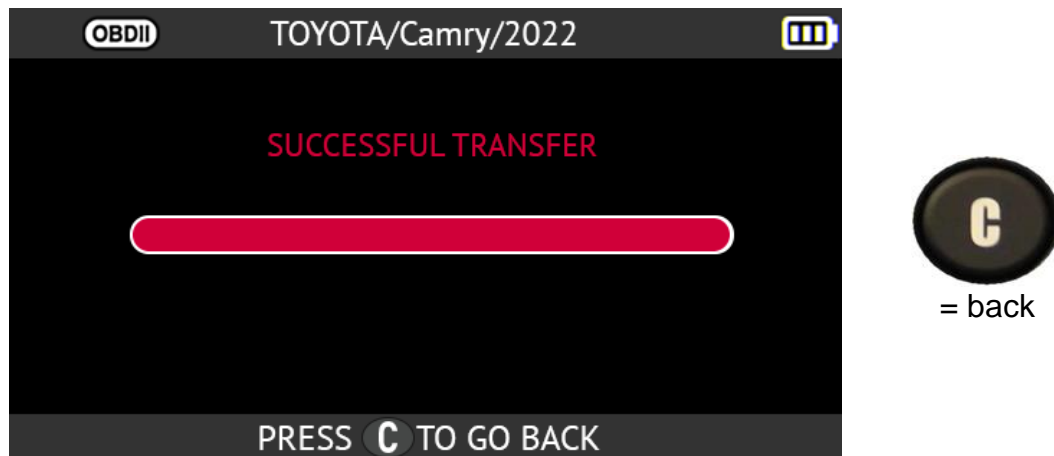 OBDII TOYOTA/Camry/2022
SUCCESSFUL TRANSFER
C
= back
PRESS C TO GO BACK